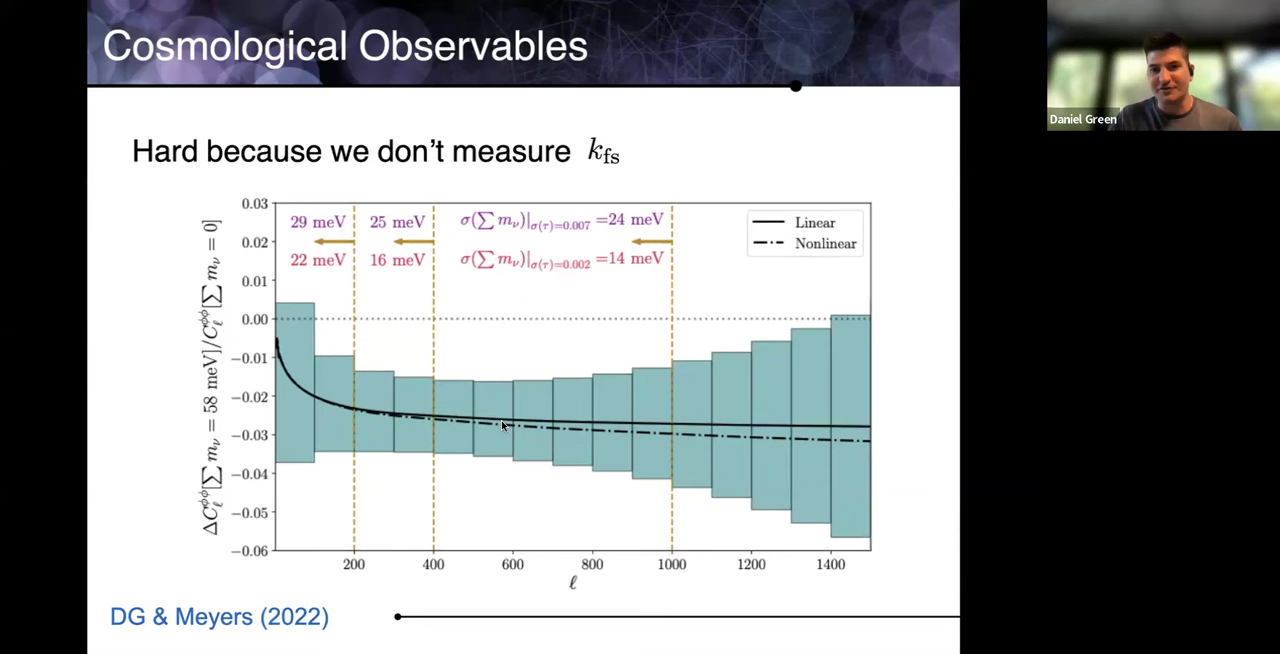 Cosmological Observables
Daniel Green
Hard because we don't measure k_fs
0.03
0.02
0.01
0.00
−0.01
−0.02
−0.03
−0.04
−0.05
−0.06
ΔC_ℓ^{ϕϕ}[∑ m_ν = 58 meV]/C_ℓ^{ϕϕ}[∑ m_ν = 0]
29 meV
25 meV
σ(∑ m_ν)|_{σ(τ)=0.007} =24 meV
22 meV
16 meV
σ(∑ m_ν)|_{σ(τ)=0.002} =14 meV
Linear
Nonlinear
200
400
600
800
1000
1200
1400
ℓ
DG & Meyers (2022)